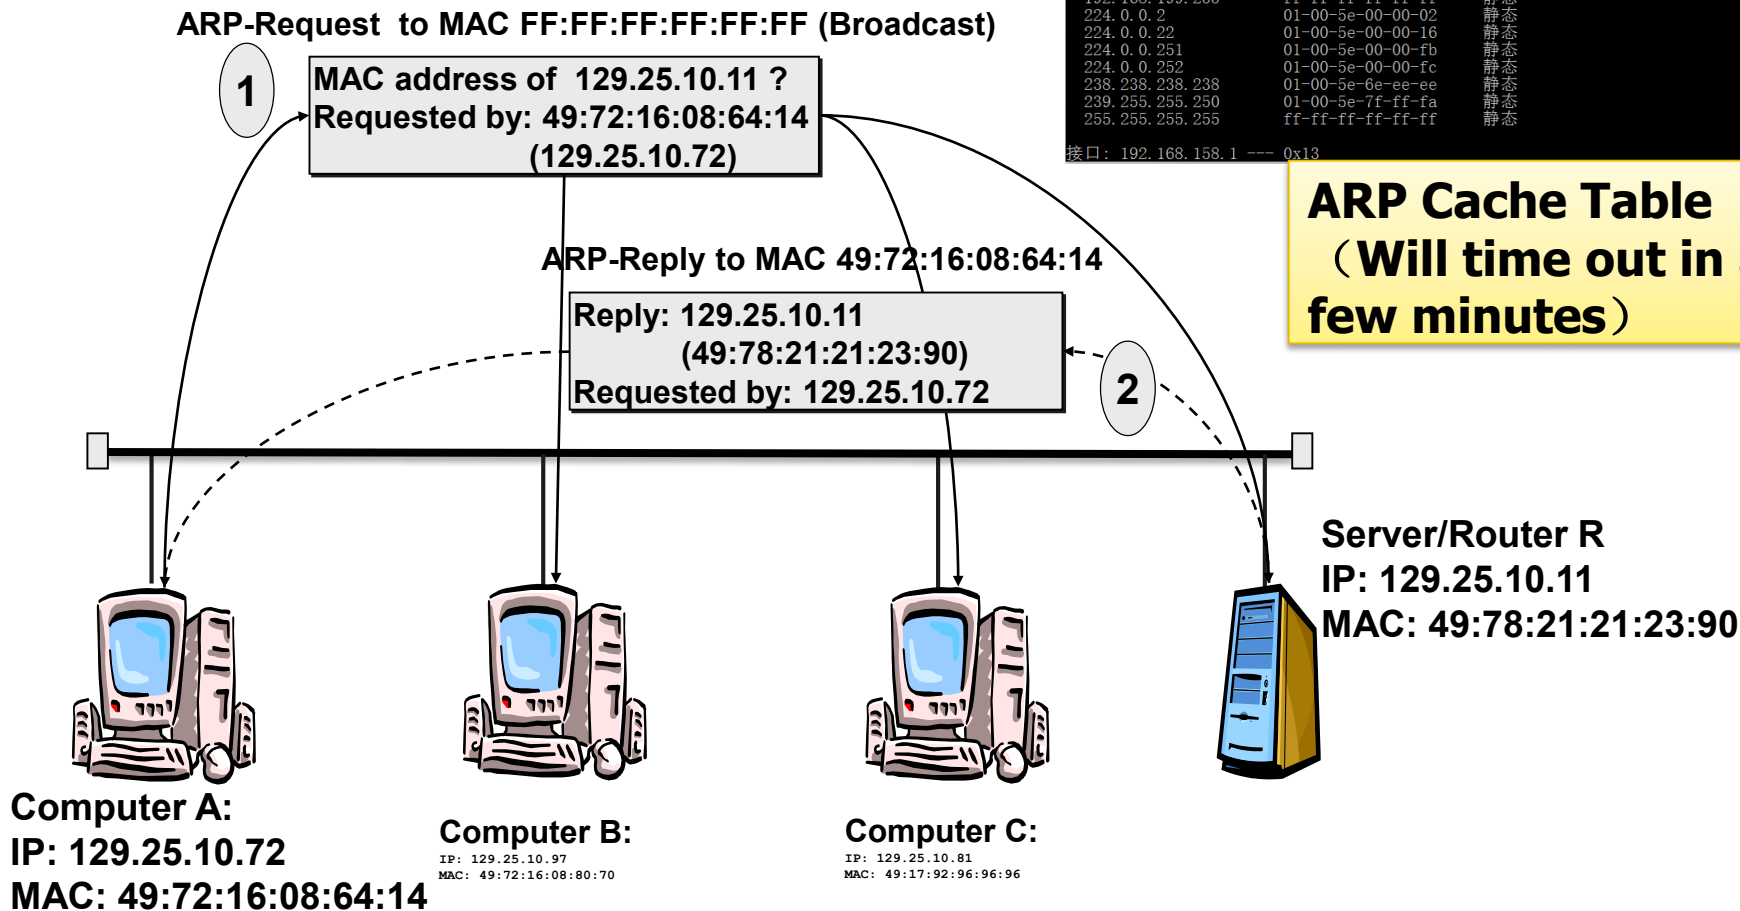 ARP-Request to MAC FF:FF:FF:FF:FF:FF (Broadcast)
1
MAC address of 129.25.10.11 ?
Requested by: 49:72:16:08:64:14
(129.25.10.72)
224.0.0.2 01-00-5e-00-00-02 静态
224.0.0.22 01-00-5e-00-00-16 静态
224.0.0.251 01-00-5e-00-00-fb 静态
224.0.0.252 01-00-5e-00-00-fc 静态
238.238.238.238 01-00-5e-6e-ee-ee 静态
239.255.255.250 01-00-5e-7f-ff-fa 静态
255.255.255.255 ff-ff-ff-ff-ff-ff 静态
接口: 192.168.158.1 --- 0x13
ARP Cache Table
（Will time out in
few minutes）
ARP-Reply to MAC 49:72:16:08:64:14
Reply: 129.25.10.11
(49:78:21:21:23:90)
Requested by: 129.25.10.72
2
Server/Router R
IP: 129.25.10.11
MAC: 49:78:21:21:23:90
Computer A:
IP: 129.25.10.72
MAC: 49:72:16:08:64:14
Computer B:
IP: 129.25.10.97
MAC: 49:72:16:08:80:70
Computer C:
IP: 129.25.10.81
MAC: 49:17:92:96:96:96